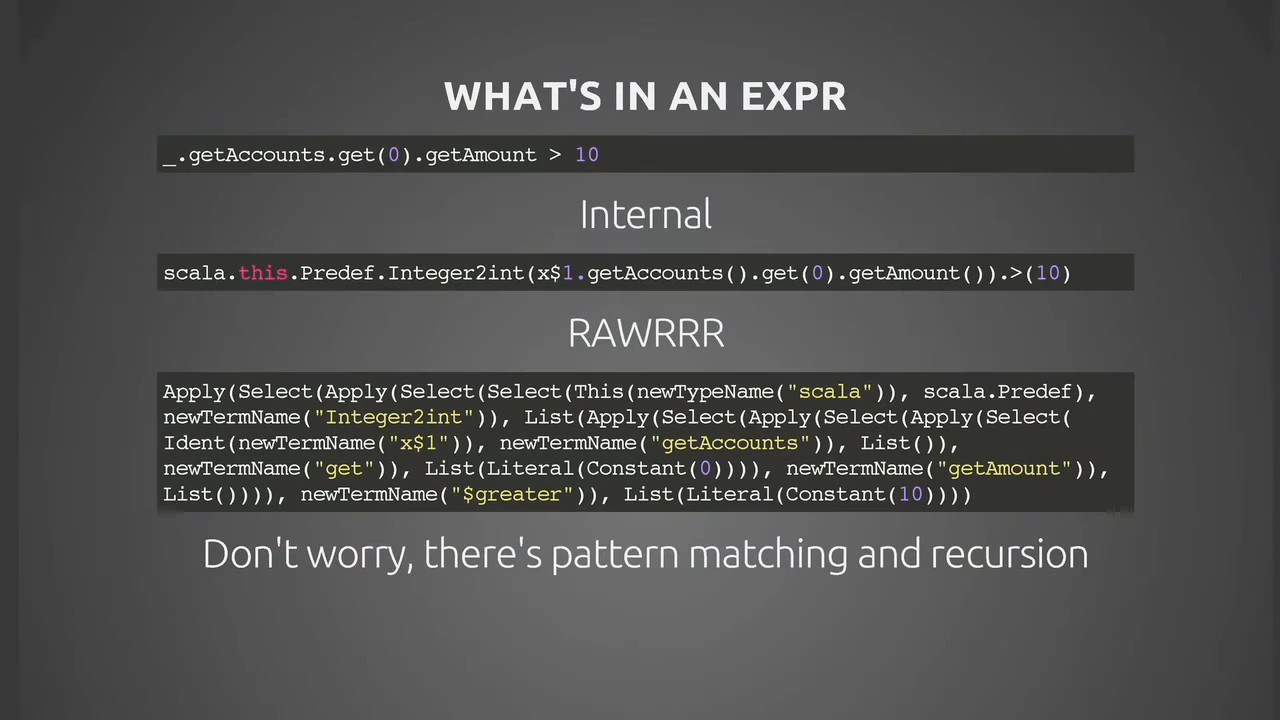 WHAT'S IN AN EXPR
_.getAccounts.get(0).getAmount > 10
Internal
scala.this.Predef.Integer2int(x$1.getAccounts().get(0).getAmount()).>(10)
RAWRRR
Apply(Select(Apply(Select(Select(This(newTypeName("scala")), scala.Predef),
newTermName("Integer2int")), List(Apply(Select(Apply(Select(Apply(Select(
Ident(newTermName("x$1")), newTermName("getAccounts")), List()),
newTermName("get")), List(Literal(Constant(0)))), newTermName("getAmount")),
List()))), newTermName("$greater")), List(Literal(Constant(10))))
Don't worry, there's pattern matching and recursion